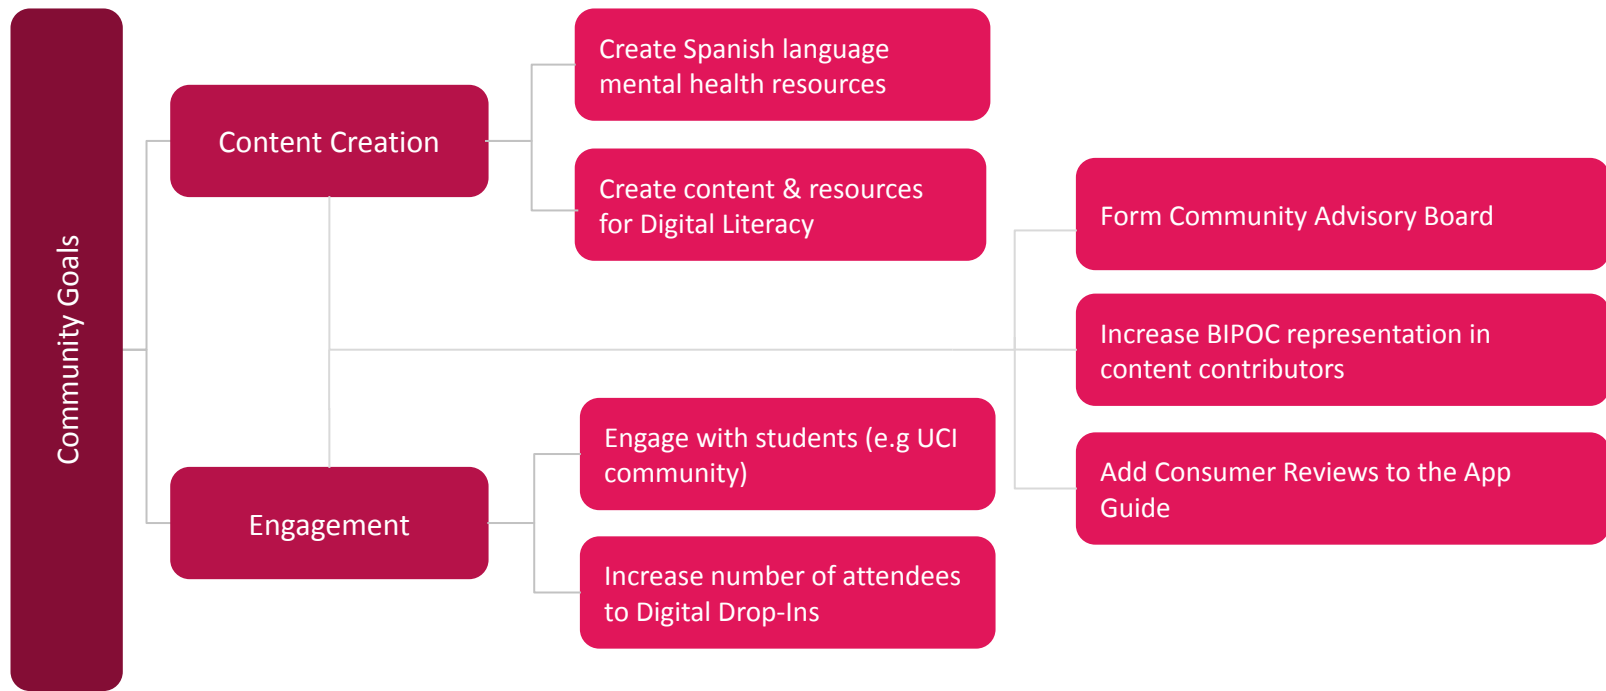 Community Goals
Content Creation
Create Spanish language
mental health resources
Create content & resources
for Digital Literacy
Engagement
Engage with students (e.g UCI
community)
Increase number of attendees
to Digital Drop-Ins
Form Community Advisory Board
Increase BIPOC representation in
content contributors
Add Consumer Reviews to the App
Guide